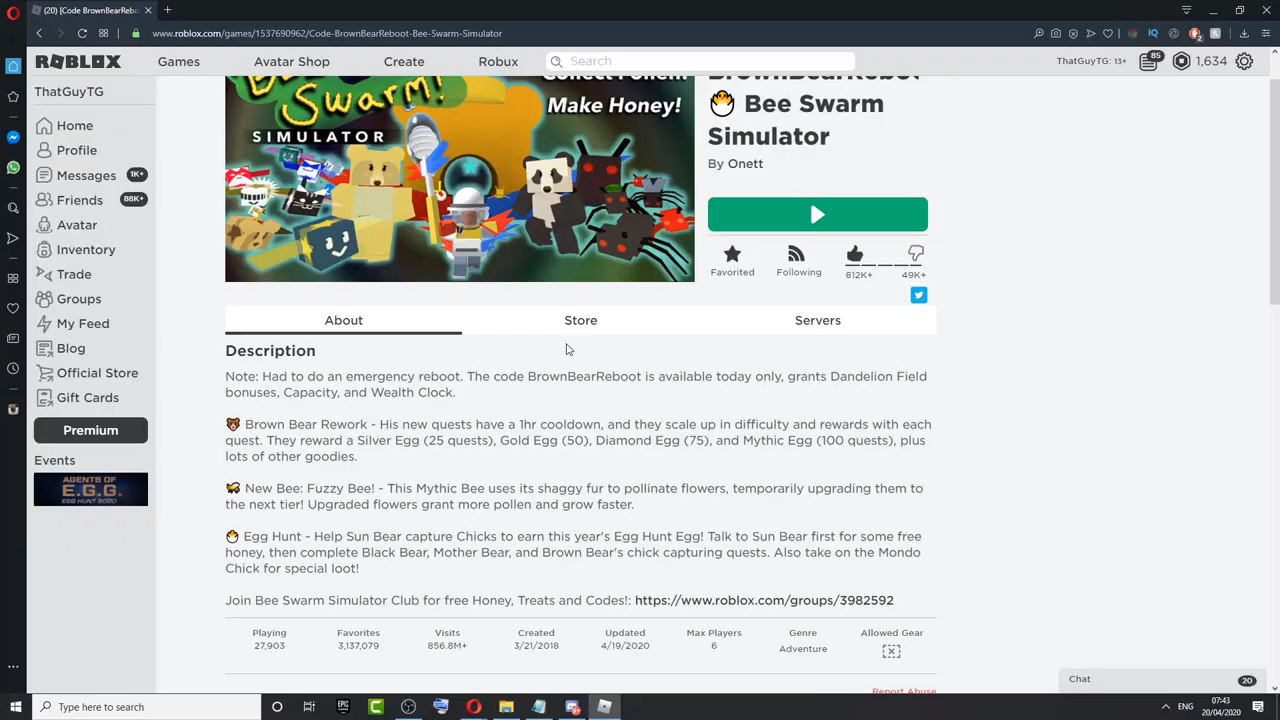 (20) [Code BrownBearReb
www.roblox.com/games/1537690962/Code-BrownBearReboot-Bee-Swarm-Simulator
ROBLOX Games Avatar Shop Create Robux Search ThatGuyTG: 13+ 85 1,634
ThatGuyTG
Home
Profile
Messages 1K+
Friends 88K+
Avatar
Inventory
Trade
Groups
My Feed
Blog
Official Store
Gift Cards
Premium
Events
AGENTS OF
E.G.G.
EGG HUNT 2020
Collect Pollen!
Make Honey!
Bee
Swarm!
SIMULATOR
BrownBearReboot
Bee Swarm
Simulator
By Onett
Favorited Following 812K+ 49K+
About Store Servers
Description
Note: Had to do an emergency reboot. The code BrownBearReboot is available today only, grants Dandelion Field
bonuses, Capacity, and Wealth Clock.
Brown Bear Rework - His new quests have a 1hr cooldown, and they scale up in difficulty and rewards with each
quest. They reward a Silver Egg (25 quests), Gold Egg (50), Diamond Egg (75), and Mythic Egg (100 quests), plus
lots of other goodies.
New Bee: Fuzzy Bee! - This Mythic Bee uses its shaggy fur to pollinate flowers, temporarily upgrading them to
the next tier! Upgraded flowers grant more pollen and grow faster.
Egg Hunt - Help Sun Bear capture Chicks to earn this year's Egg Hunt Egg! Talk to Sun Bear first for some free
honey, then complete Black Bear, Mother Bear, and Brown Bear's chick capturing quests. Also take on the Mondo
Chick for special loot!
Join Bee Swarm Simulator Club for free Honey, Treats and Codes!: https://www.roblox.com/groups/3982592
Playing Favorites Visits Created Updated Max Players Genre Allowed Gear
27,903 3,137,079 856.8M+ 3/21/2018 4/19/2020 6 Adventure
Report Abuse
Chat 20
Type here to search
ENG 07:43
20/04/2020